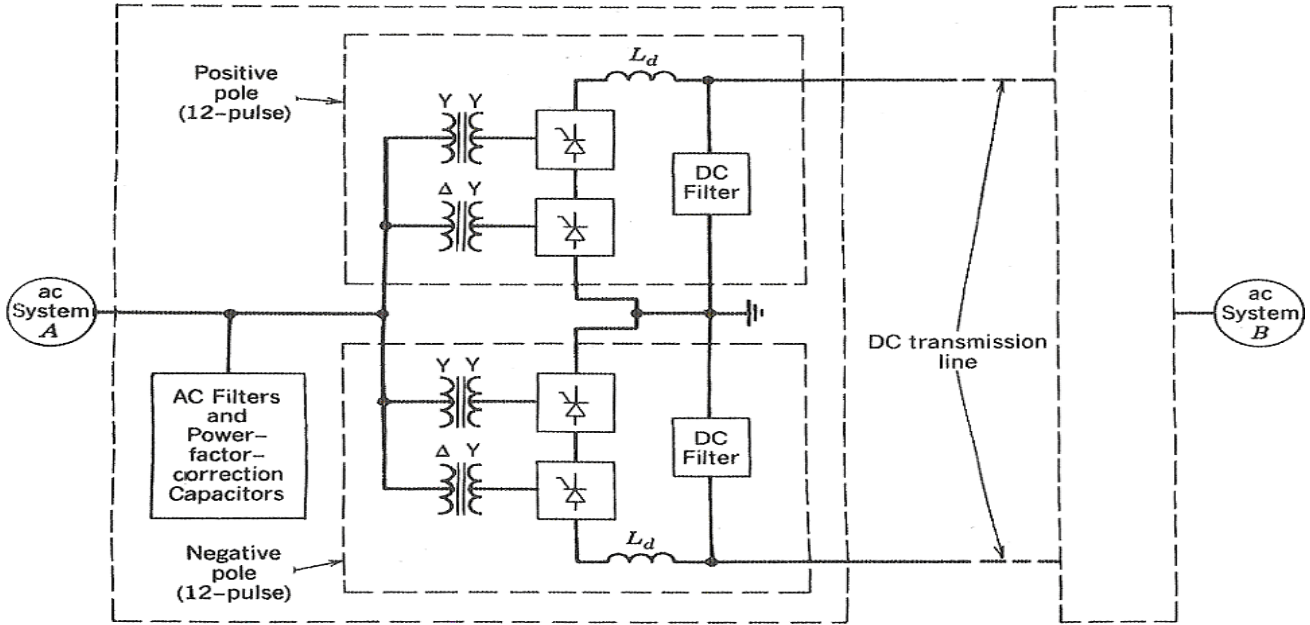 Positive
pole
(12-pulse)
L_d
Y Y
Δ Y
DC
Filter
ac
System
A
ac
System
B
DC transmission
line
AC Filters
and
Power-
factor-
correction
Capacitors
Y Y
Δ Y
DC
Filter
L_d
Negative
pole
(12-pulse)